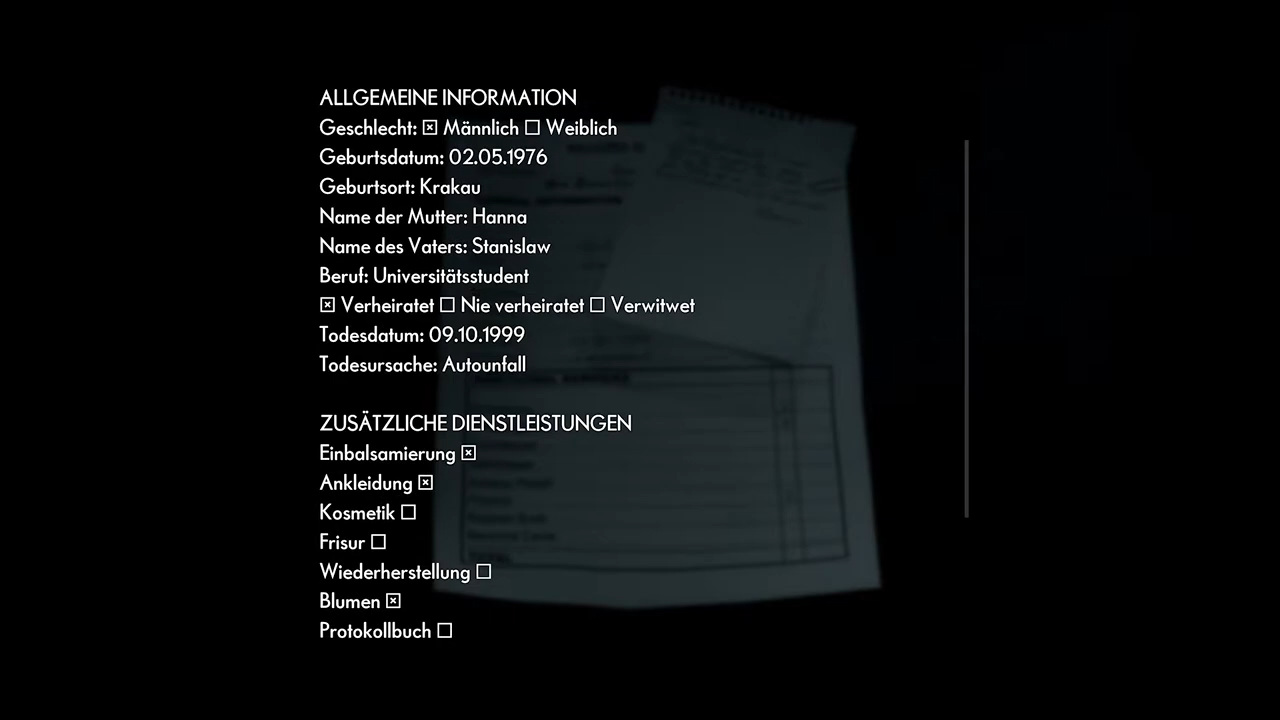 ALLGEMEINE INFORMATION
Geschlecht: ☒ Männlich ☐ Weiblich
Geburtsdatum: 02.05.1976
Geburtsort: Krakau
Name der Mutter: Hanna
Name des Vaters: Stanislaw
Beruf: Universitätsstudent
☒ Verheiratet ☐ Nie verheiratet ☐ Verwitwet
Todesdatum: 09.10.1999
Todesursache: Autounfall
ZUSÄTZLICHE DIENSTLEISTUNGEN
Einbalsamierung ☒
Ankleidung ☒
Kosmetik ☐
Frisur ☐
Wiederherstellung ☐
Blumen ☒
Protokollbuch ☐